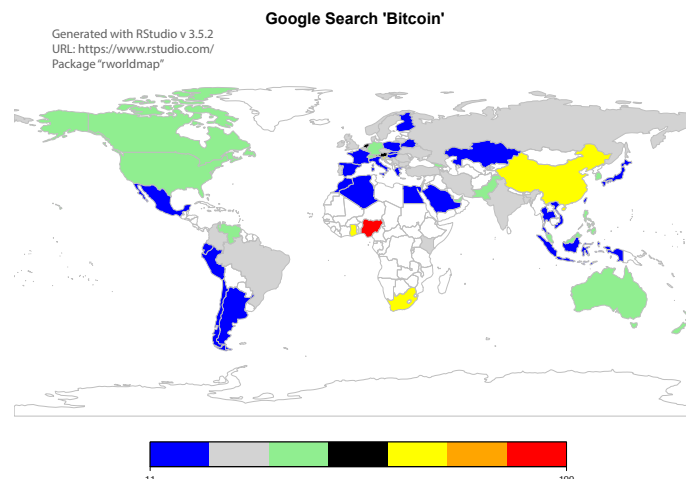 Google Search 'Bitcoin'
Generated with RStudio v 3.5.2
URL: https://www.rstudio.com/
Package “rworldmap”